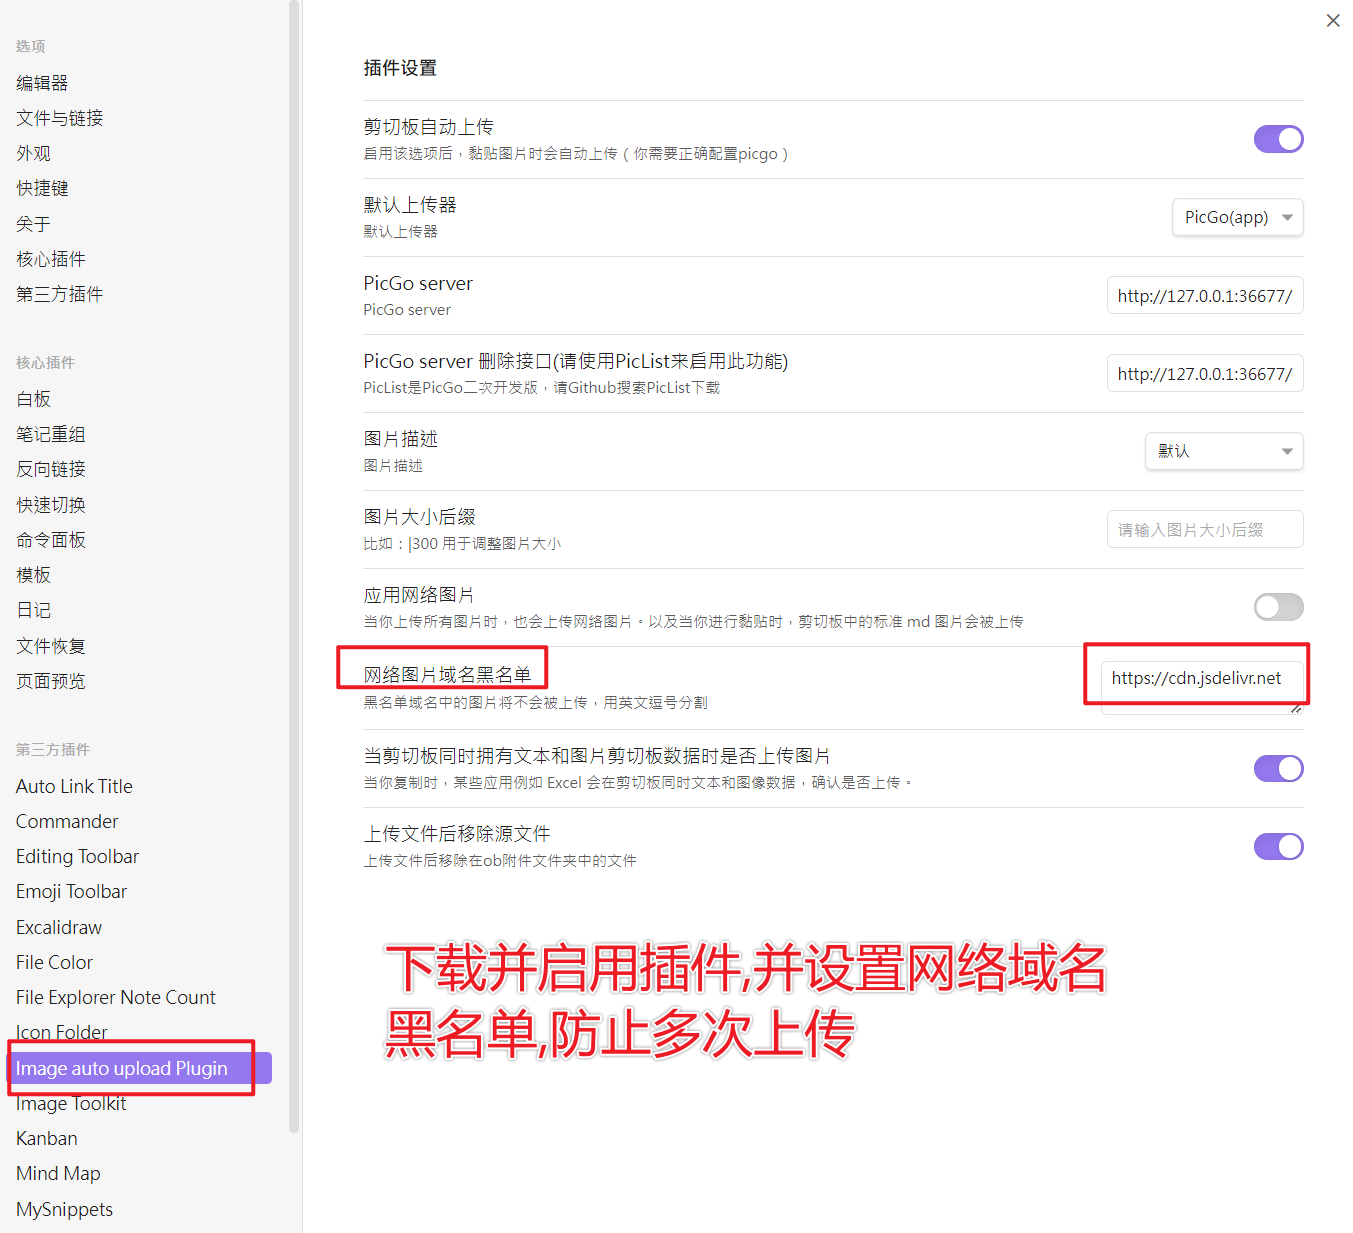 选项
编辑器
文件与链接
外观
快捷键
关于
核心插件
第三方插件
核心插件
白板
笔记重组
反向链接
快速切换
命令面板
模板
日记
文件恢复
页面预览
第三方插件
Auto Link Title
Commander
Editing Toolbar
Emoji Toolbar
Excalidraw
File Color
File Explorer Note Count
Icon Folder
Image auto upload Plugin
Image Toolkit
Kanban
Mind Map
MySnippets
插件设置
剪切板自动上传
启用该选项后，黏贴图片时会自动上传（你需要正确配置picgo）
默认上传器
默认上传器
PicGo(app)
PicGo server
PicGo server
http://127.0.0.1:36677/
PicGo server 删除接口(请使用PicList来启用此功能)
PicList是PicGo二次开发版，请Github搜索PicList下载
http://127.0.0.1:36677/
图片描述
图片描述
默认
图片大小后缀
比如：|300 用于调整图片大小
请输入图片大小后缀
应用网络图片
当你上传所有图片时，也会上传网络图片。以及当你进行黏贴时，剪切板中的标准 md 图片会被上传
网络图片域名黑名单
黑名单域名中的图片将不会被上传，用英文逗号分割
https://cdn.jsdelivr.net
当剪切板同时拥有文本和图片剪切板数据时是否上传图片
当你复制时，某些应用例如 Excel 会在剪切板同时文本和图像数据，确认是否上传。
上传文件后移除源文件
上传文件后移除在ob附件文件夹中的文件
下载并启用插件,并设置网络域名
黑名单,防止多次上传